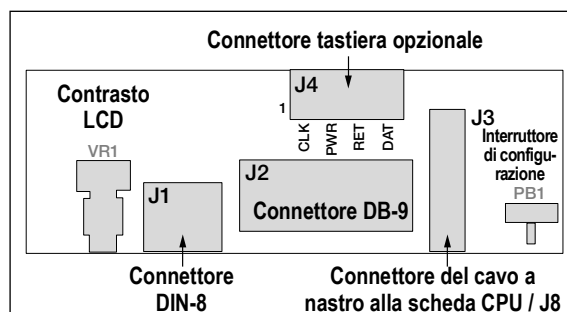 Connettore tastiera opzionale
Contrasto
LCD
VR1
J4
1
CLK
PWR
RET
DAT
J3
Interruttore
di configu-
razione
PB1
J1
J2
Connettore DB-9
Connettore
DIN-8
Connettore del cavo a
nastro alla scheda CPU / J8